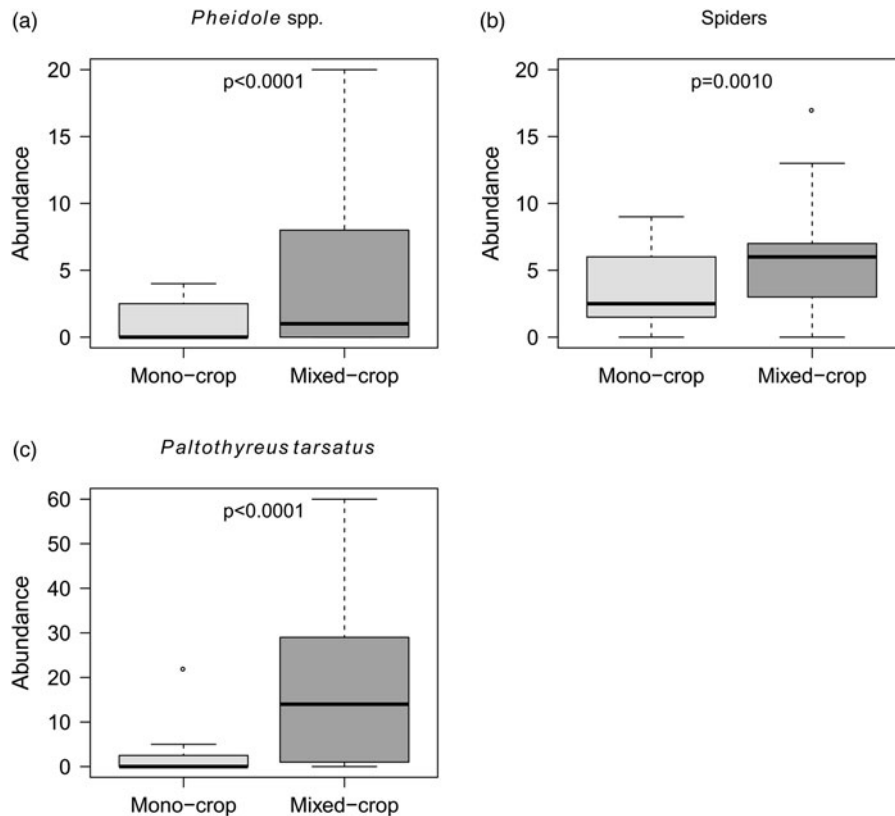 (a) Pheidole spp.
20
15
10
5
0
Abundance
p<0.0001
Mono-crop Mixed-crop
(b) Spiders
20
15
10
5
0
Abundance
p=0.0010
Mono-crop Mixed-crop
(c) Paltothyreus tarsatus
60
50
40
30
20
10
0
Abundance
p<0.0001
Mono-crop Mixed-crop